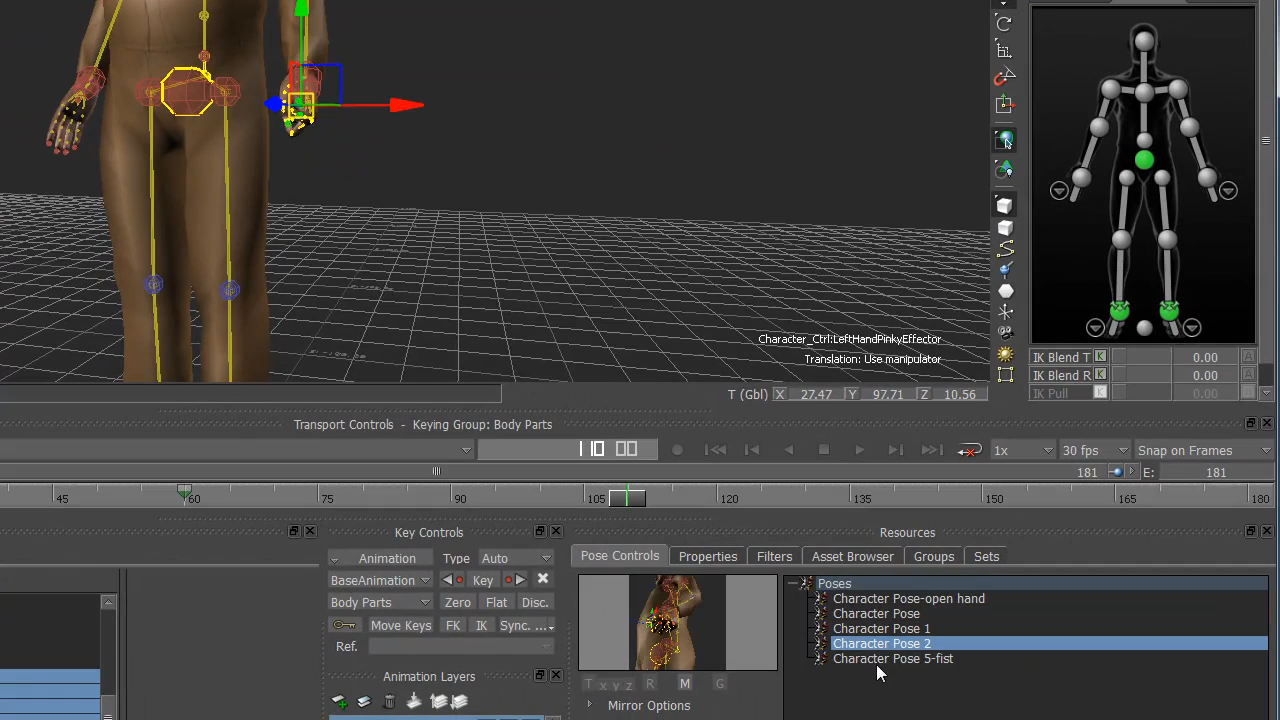 Character_Ctrl:LeftHandPinkyEffector
Translation: Use manipulator
T (Gbl) X 27.47 Y 97.71 Z 10.56
IK Blend T K 0.00 A
IK Blend R K 0.00 A
IK Pull K 0.00 A
Transport Controls - Keying Group: Body Parts
110 00 1x 30 fps Snap on Frames
181 E: 181
45 60 75 90 105 120 135 150 165 180
Key Controls
Resources
Animation Type Auto
Pose Controls Properties Filters Asset Browser Groups Sets
BaseAnimation Key
Body Parts Zero Flat Disc.
Move Keys FK IK Sync. ...
Ref.
Animation Layers
Poses
Character Pose-open hand
Character Pose
Character Pose 1
Character Pose 2
Character Pose 5-fist
T x y z R M G
Mirror Options